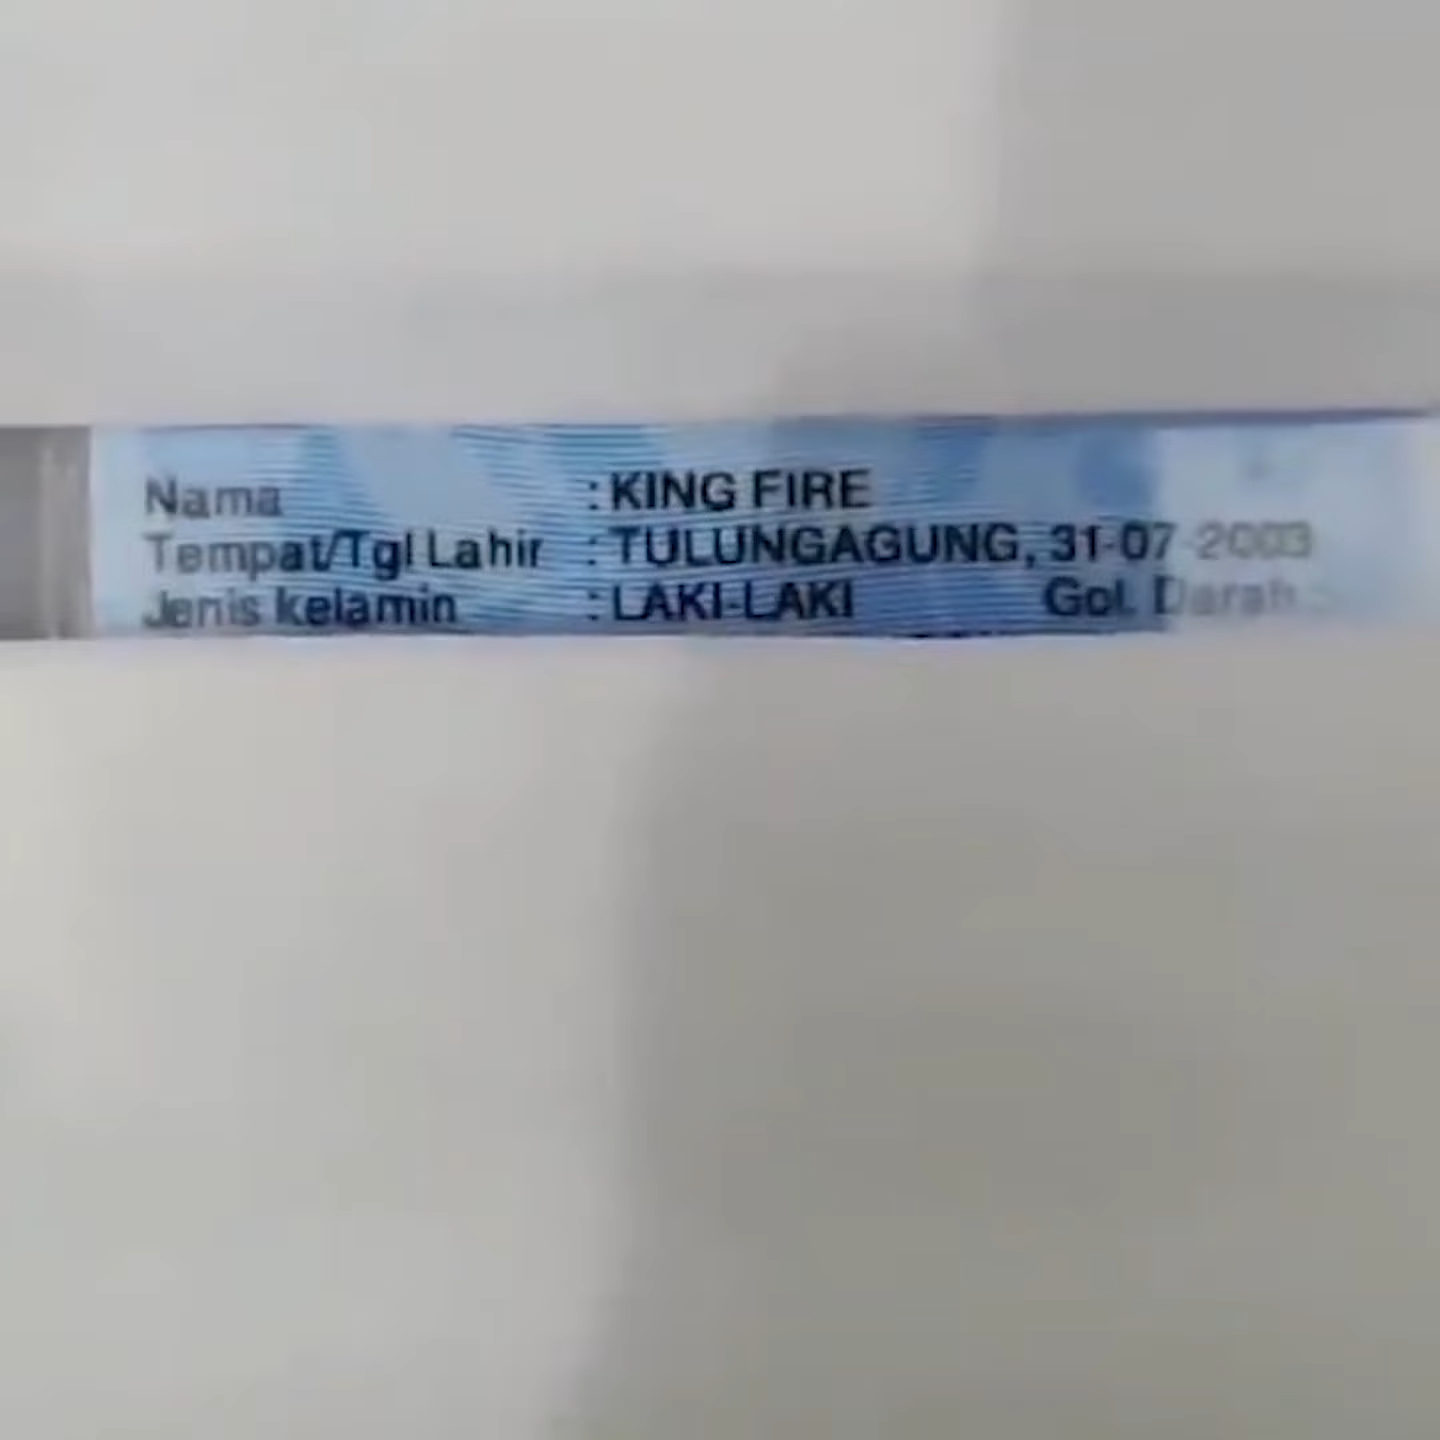 Nama : KING FIRE
Tempat/Tgl Lahir : TULUNGAGUNG, 31-07-2003
Jenis kelamin : LAKI-LAKI Gol. Darah :